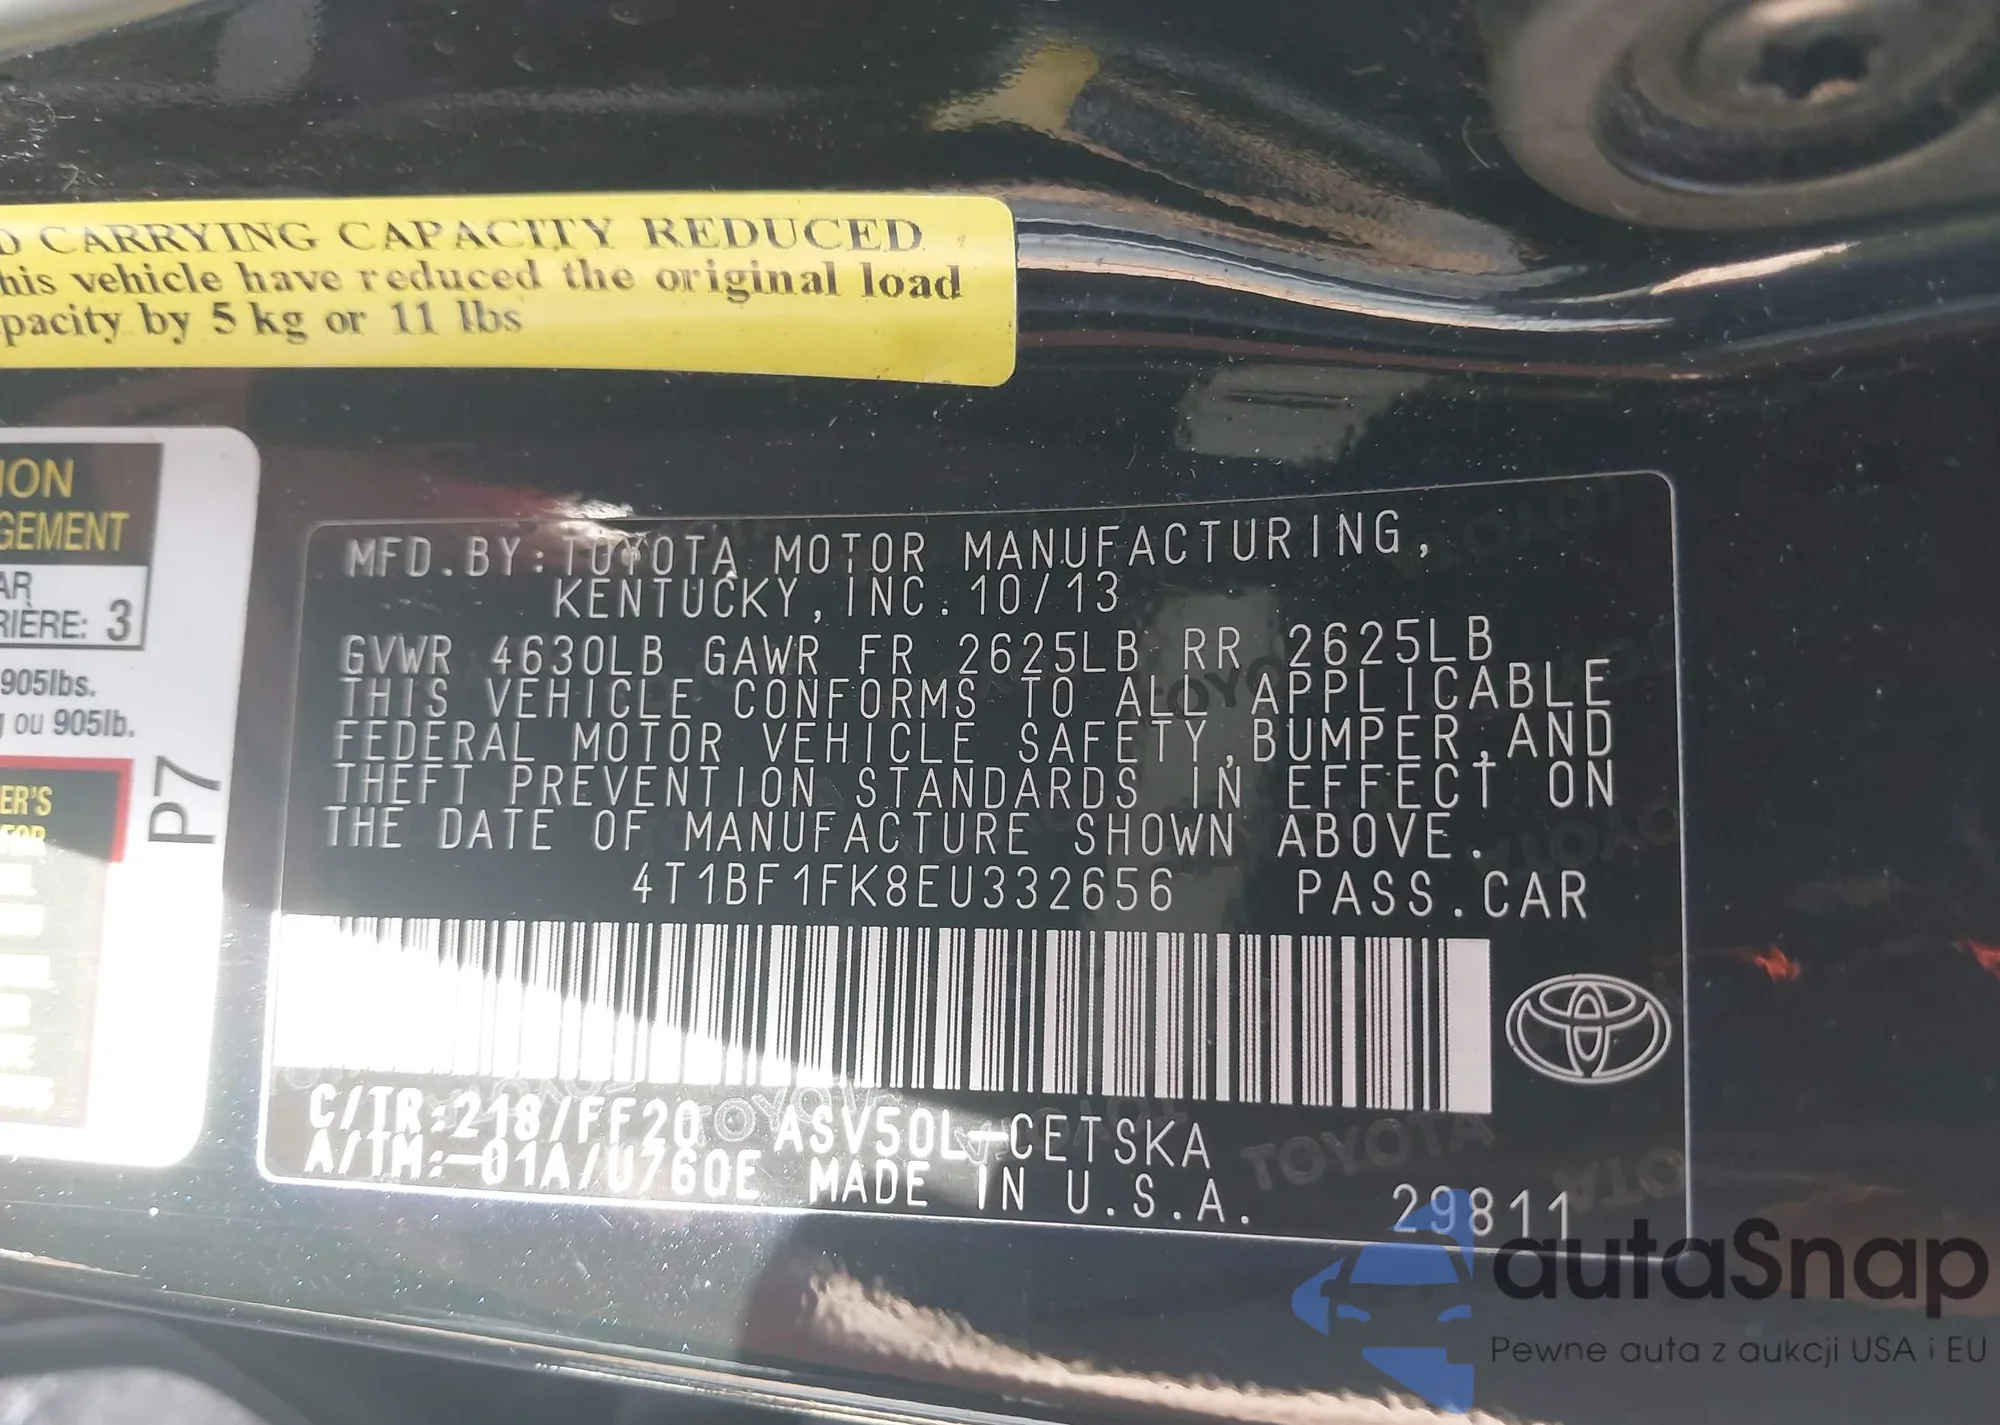 D CARRYING CAPACITY REDUCED
his vehicle have reduced the original load
pacity by 5 kg or 11 lbs
ION
GEMENT
AR
RIÈRE: 3
905lbs.
ou 905lb.
P7
ER'S
FOR
MFD.BY:TOYOTA MOTOR MANUFACTURING,
KENTUCKY,INC. 10/13
GVWR 4630LB GAWR FR 2625LB RR 2625LB
THIS VEHICLE CONFORMS TO ALL APPLICABLE
FEDERAL MOTOR VEHICLE SAFETY,BUMPER,AND
THEFT PREVENTION STANDARDS IN EFFECT ON
THE DATE OF MANUFACTURE SHOWN ABOVE.
4T1BF1FK8EU332656 PASS.CAR
C/TR:218/FF20 ASV50L-CETSKA
A/TM:-01A/U760E MADE IN U.S.A.
29811
autaSnap
Pewne auta z aukcji USA i EU